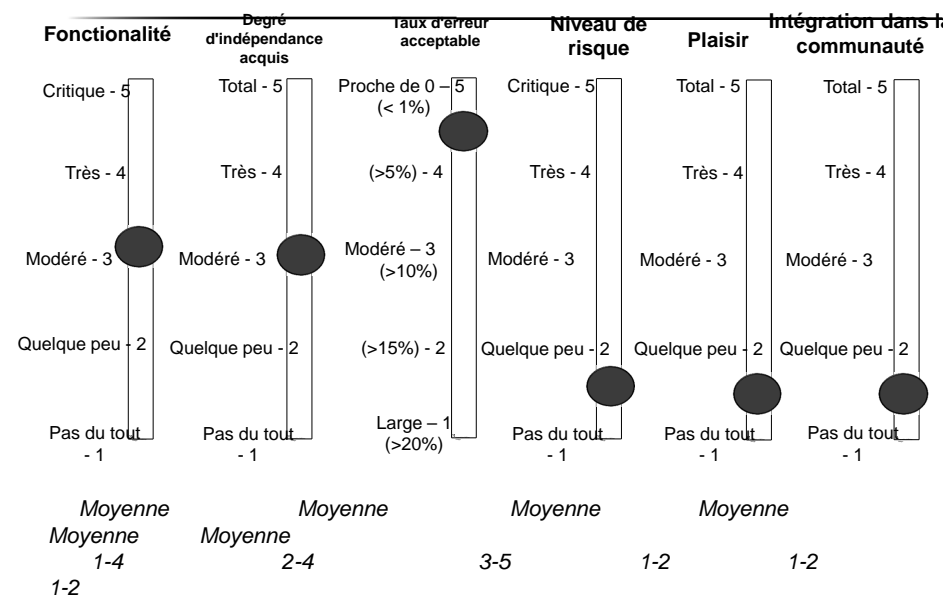 Fonctionalité
Degré
d'indépendance
acquis
Taux d'erreur
acceptable
Niveau de
risque
Plaisir
Intégration dans la
communauté
Critique - 5
Très - 4
Modéré - 3
Quelque peu - 2
Pas du tout
- 1
Total - 5
Très - 4
Modéré - 3
Quelque peu - 2
Pas du tout
- 1
Proche de 0 – 5
(< 1%)
(>5%) - 4
Modéré – 3
(>10%)
(>15%) - 2
Large – 1
(>20%)
Critique - 5
Très - 4
Modéré - 3
Quelque peu - 2
Pas du tout
- 1
Total - 5
Très - 4
Modéré - 3
Quelque peu - 2
Pas du tout
- 1
Total - 5
Très - 4
Modéré - 3
Quelque peu - 2
Pas du tout
- 1
Moyenne Moyenne Moyenne Moyenne
Moyenne Moyenne
1-4 2-4 3-5 1-2 1-2
1-2